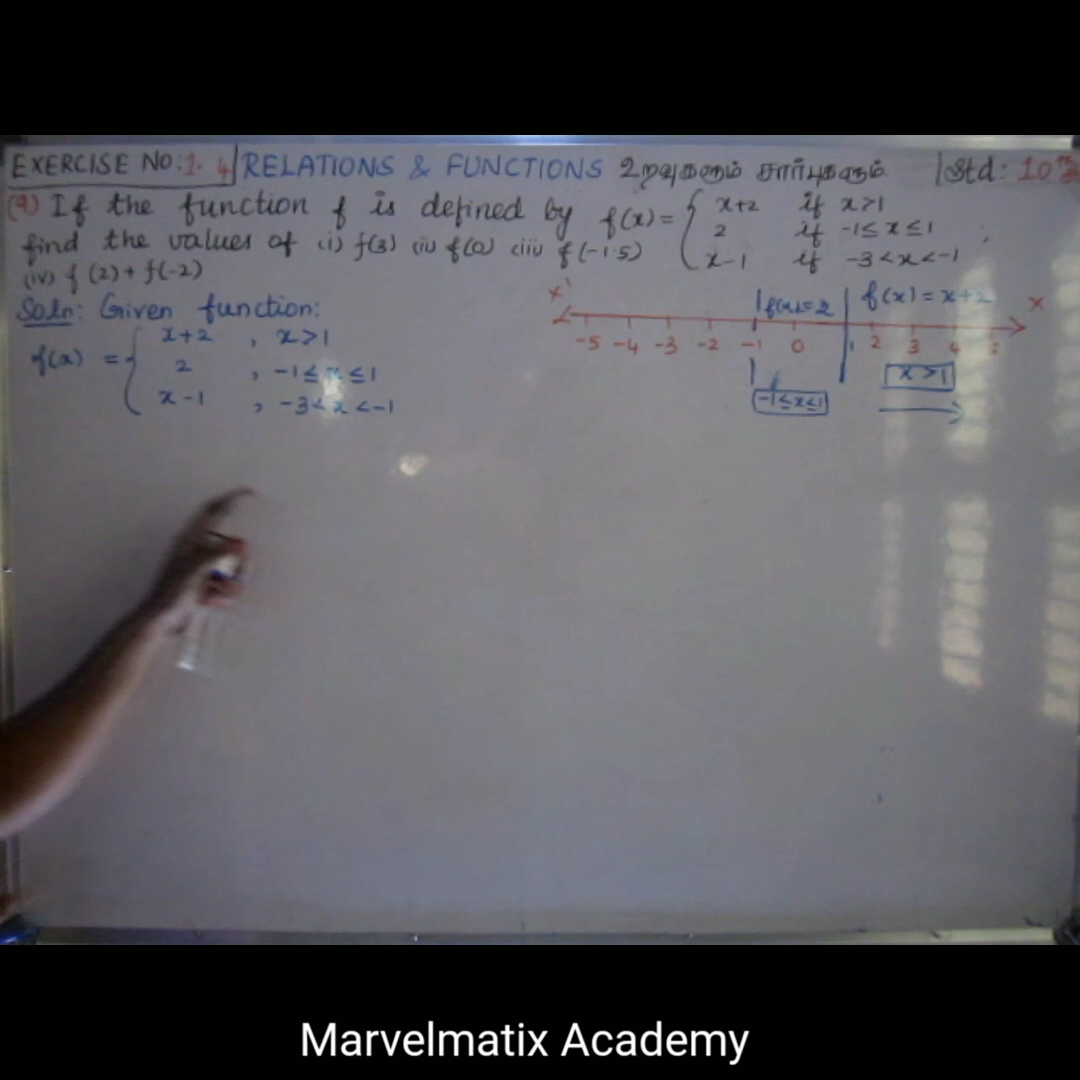 EXERCISE NO:1.4 RELATIONS & FUNCTIONS உறவுகளும் சார்புகளும் Std: 10th
(9) If the function f is defined by f(x)= { x+2 if x>1
2 if -1≤x≤1 ;
x-1 if -3<x<-1
find the values of (i) f(3) (ii) f(0) (iii) f(-1.5)
(iv) f(2)+f(-2)
Soln: Given function:
f(x) = { x+2 , x>1
2 , -1≤x≤1
x-1 , -3<x<-1
f(x)=2 f(x)=x+2
x' x
-5 -4 -3 -2 -1 0 1 2 3 4
-1≤x≤1 x>1
Marvelmatix Academy